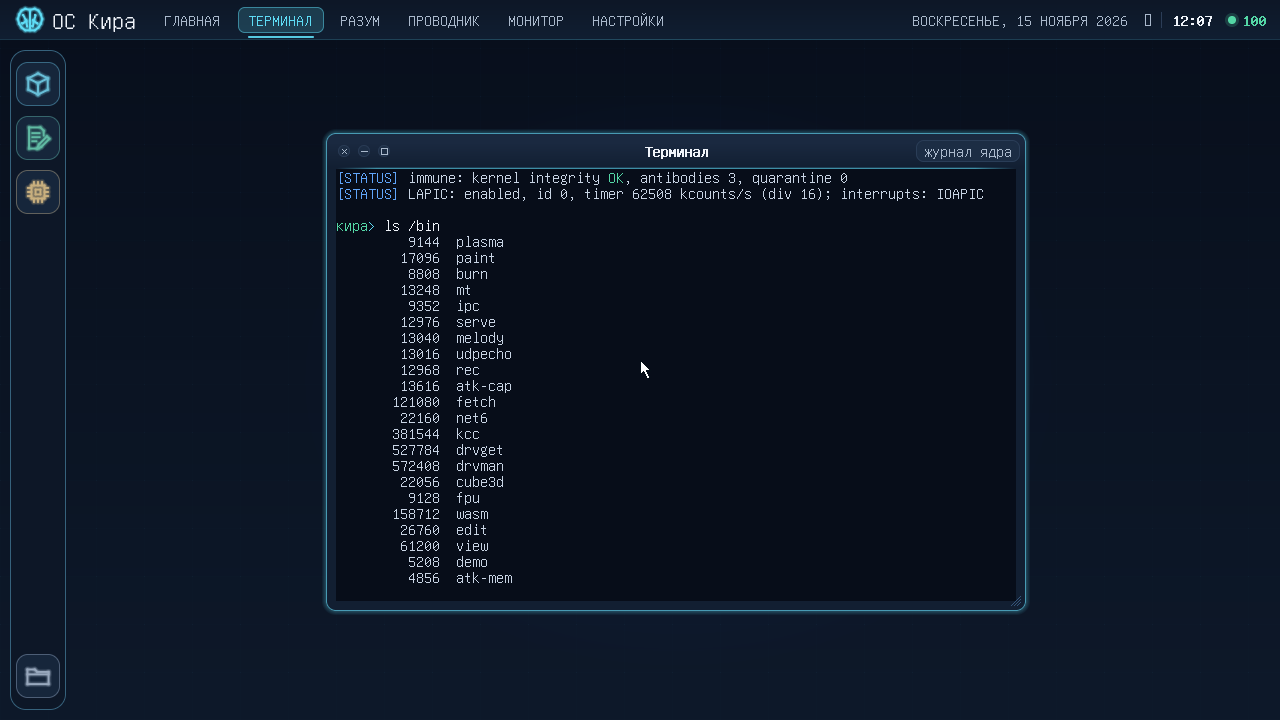 ОС Кира ГЛАВНАЯ ТЕРМИНАЛ РАЗУМ ПРОВОДНИК МОНИТОР НАСТРОЙКИ ВОСКРЕСЕНЬЕ, 15 НОЯБРЯ 2026 12:07 100
Терминал журнал ядра
[STATUS] immune: kernel integrity OK, antibodies 3, quarantine 0
[STATUS] LAPIC: enabled, id 0, timer 62508 kcounts/s (div 16); interrupts: IOAPIC
кира> ls /bin
9144 plasma
17096 paint
8808 burn
13248 mt
9352 ipc
12976 serve
13040 melody
13016 udpecho
12968 rec
13616 atk-cap
121080 fetch
22160 net6
381544 kcc
527784 drvget
572408 drvman
22056 cube3d
9128 fpu
158712 wasm
26760 edit
61200 view
5208 demo
4856 atk-mem